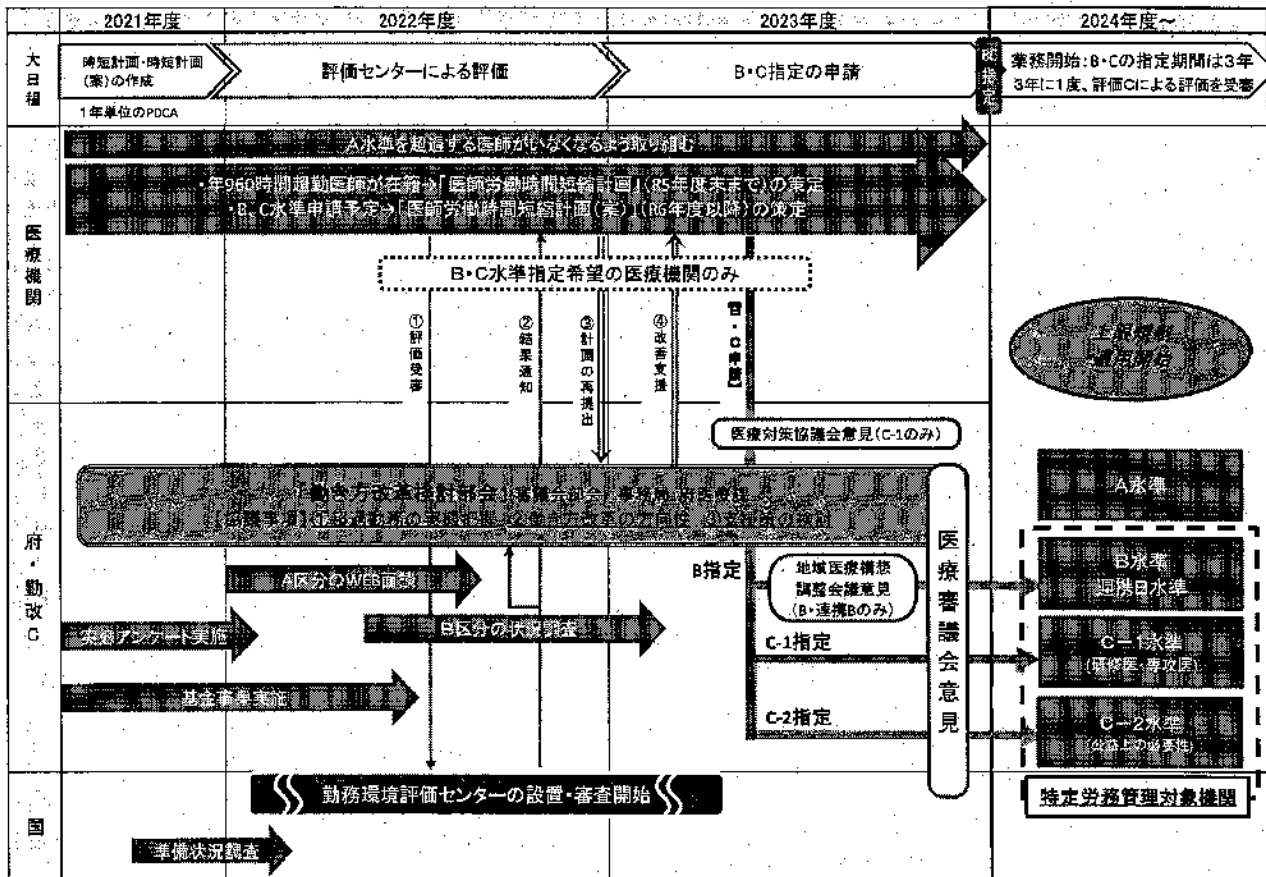 2021年度
2022年度
2023年度
2024年度～
大日程
時短計画・時短計画
(案)の作成
評価センターによる評価
B・C指定の申請
業務開始：B・Cの指定期間は3年
3年に1度、評価Cによる評価を受審
1年単位のPDCA
医療機関
A水準を超過する医師がいなくなるよう取り組む
・年960時間超勤医師が在籍→「医師労働時間短縮計画」(R5年度末まで)の策定
・B、C水準申請予定→「医師労働時間短縮計画(案)」(R6年度以降)の策定
B・C水準指定希望の医療機関のみ
①評価受審
②結果通知
③計画の再提出
④改善支援
【B・C申請】
上限規制
適用開始
医療対策協議会意見(C-1のみ)
府・勤改C
働き方改革検討部会
A水準
A区分のWEB面談
B区分の状況調査
実態アンケート実施
基金事業実施
B指定
地域医療構想
調整会議意見
(B・連携Bのみ)
C-1指定
C-2指定
医療審議会意見
B水準
連携B水準
C－1水準
(研修医・専攻医)
C－2水準
特定労務管理対象機関
国
勤務環境評価センターの設置・審査開始
準備状況調査